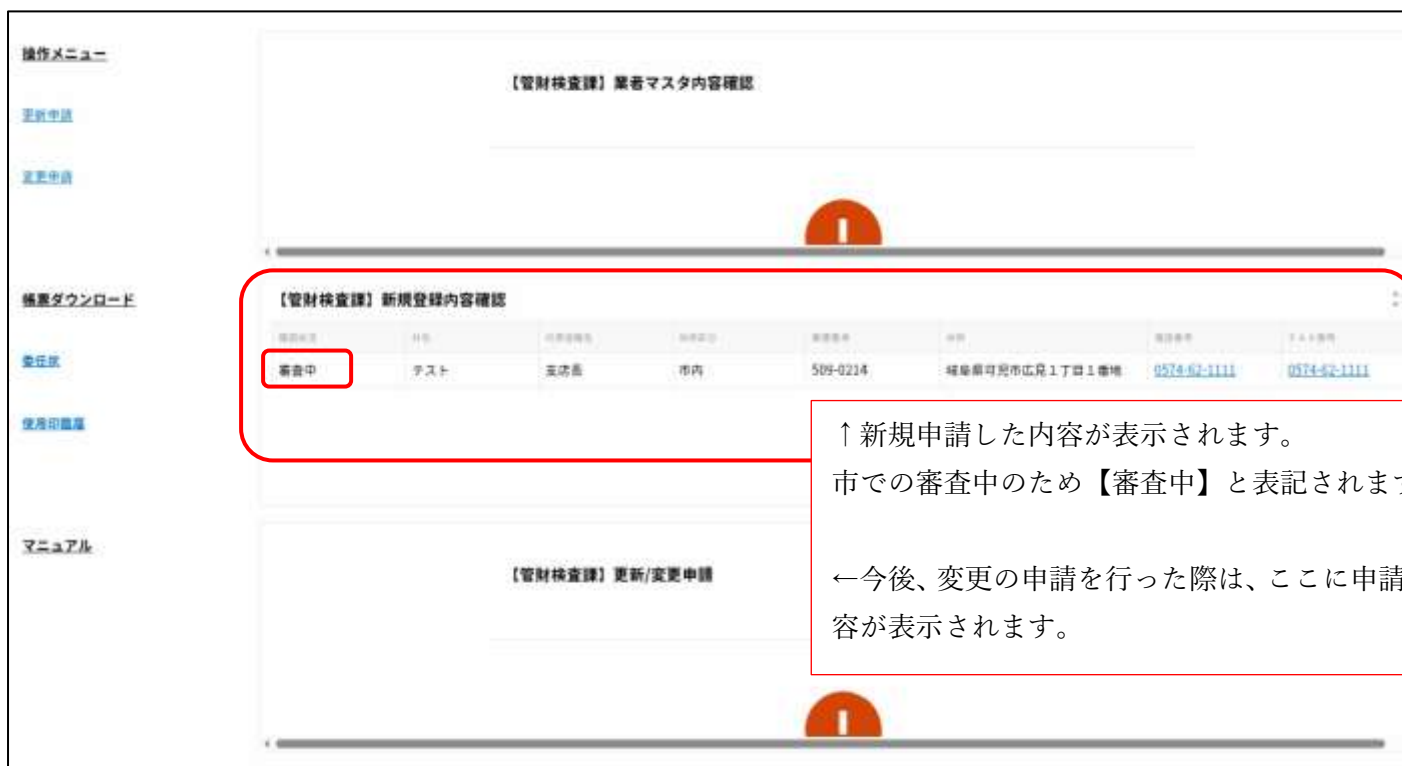 操作メニュー
更新申請
変更申請
【管財検査課】業者マスタ内容確認
帳票ダウンロード
委任状
使用印鑑届
【管財検査課】新規登録内容確認
審査中 テスト 支店長 市内 509-0214 岐阜県可児市広見1丁目1番地 0574-62-1111 0574-62-1111
↑新規申請した内容が表示されます。
市での審査中のため【審査中】と表記されます
←今後、変更の申請を行った際は、ここに申請
容が表示されます。
マニュアル
【管財検査課】更新/変更申請